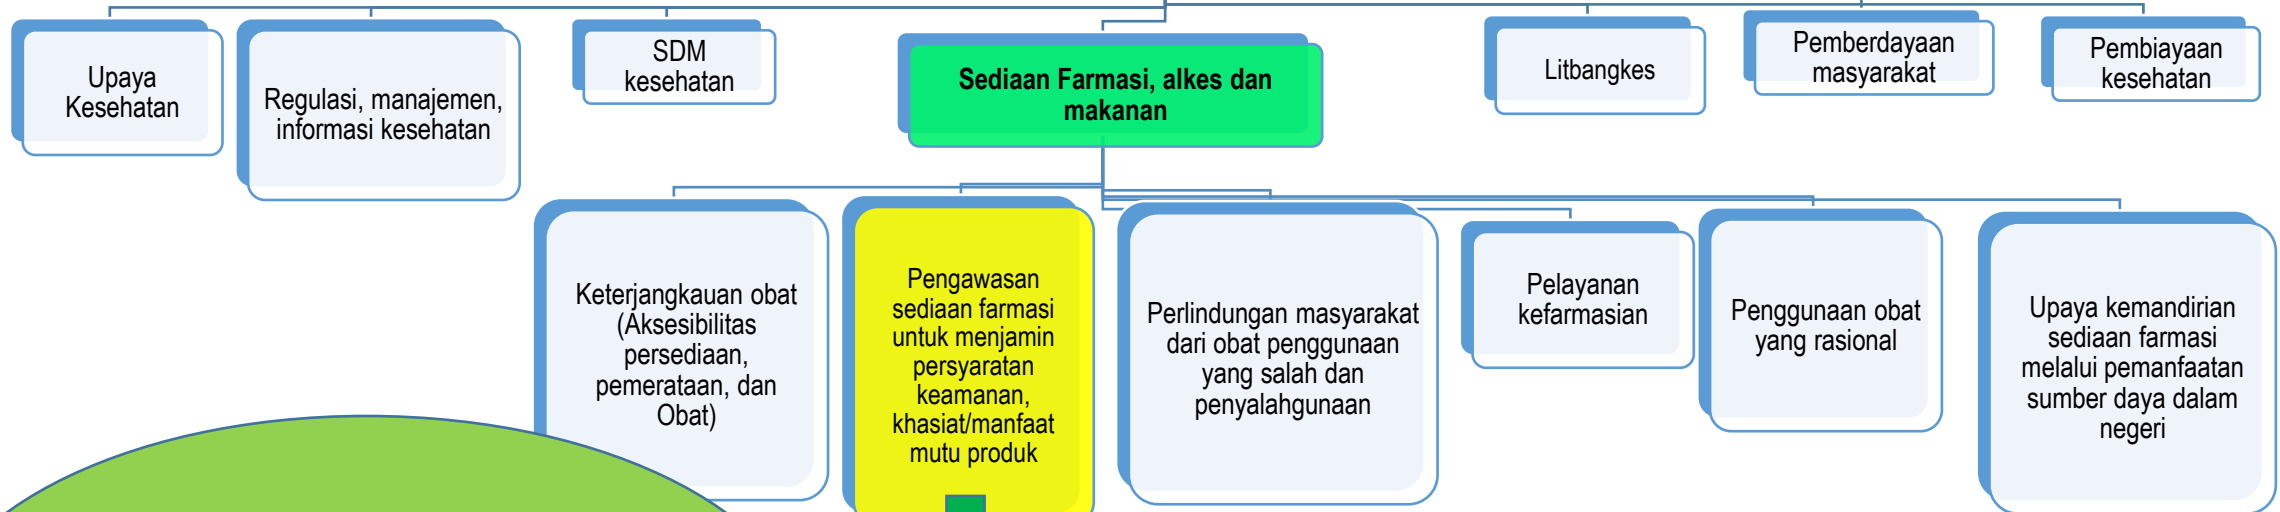 Upaya
Kesehatan
Regulasi, manajemen,
informasi kesehatan
SDM
kesehatan
Sediaan Farmasi, alkes dan
makanan
Litbangkes
Pemberdayaan
masyarakat
Pembiayaan
kesehatan
Keterjangkauan obat
(Aksesibilitas
persediaan,
pemerataan, dan
Obat)
Pengawasan
sediaan farmasi
untuk menjamin
persyaratan
keamanan,
khasiat/manfaat
mutu produk
Perlindungan masyarakat
dari obat penggunaan
yang salah dan
penyalahgunaan
Pelayanan
kefarmasian
Penggunaan obat
yang rasional
Upaya kemandirian
sediaan farmasi
melalui pemanfaatan
sumber daya dalam
negeri